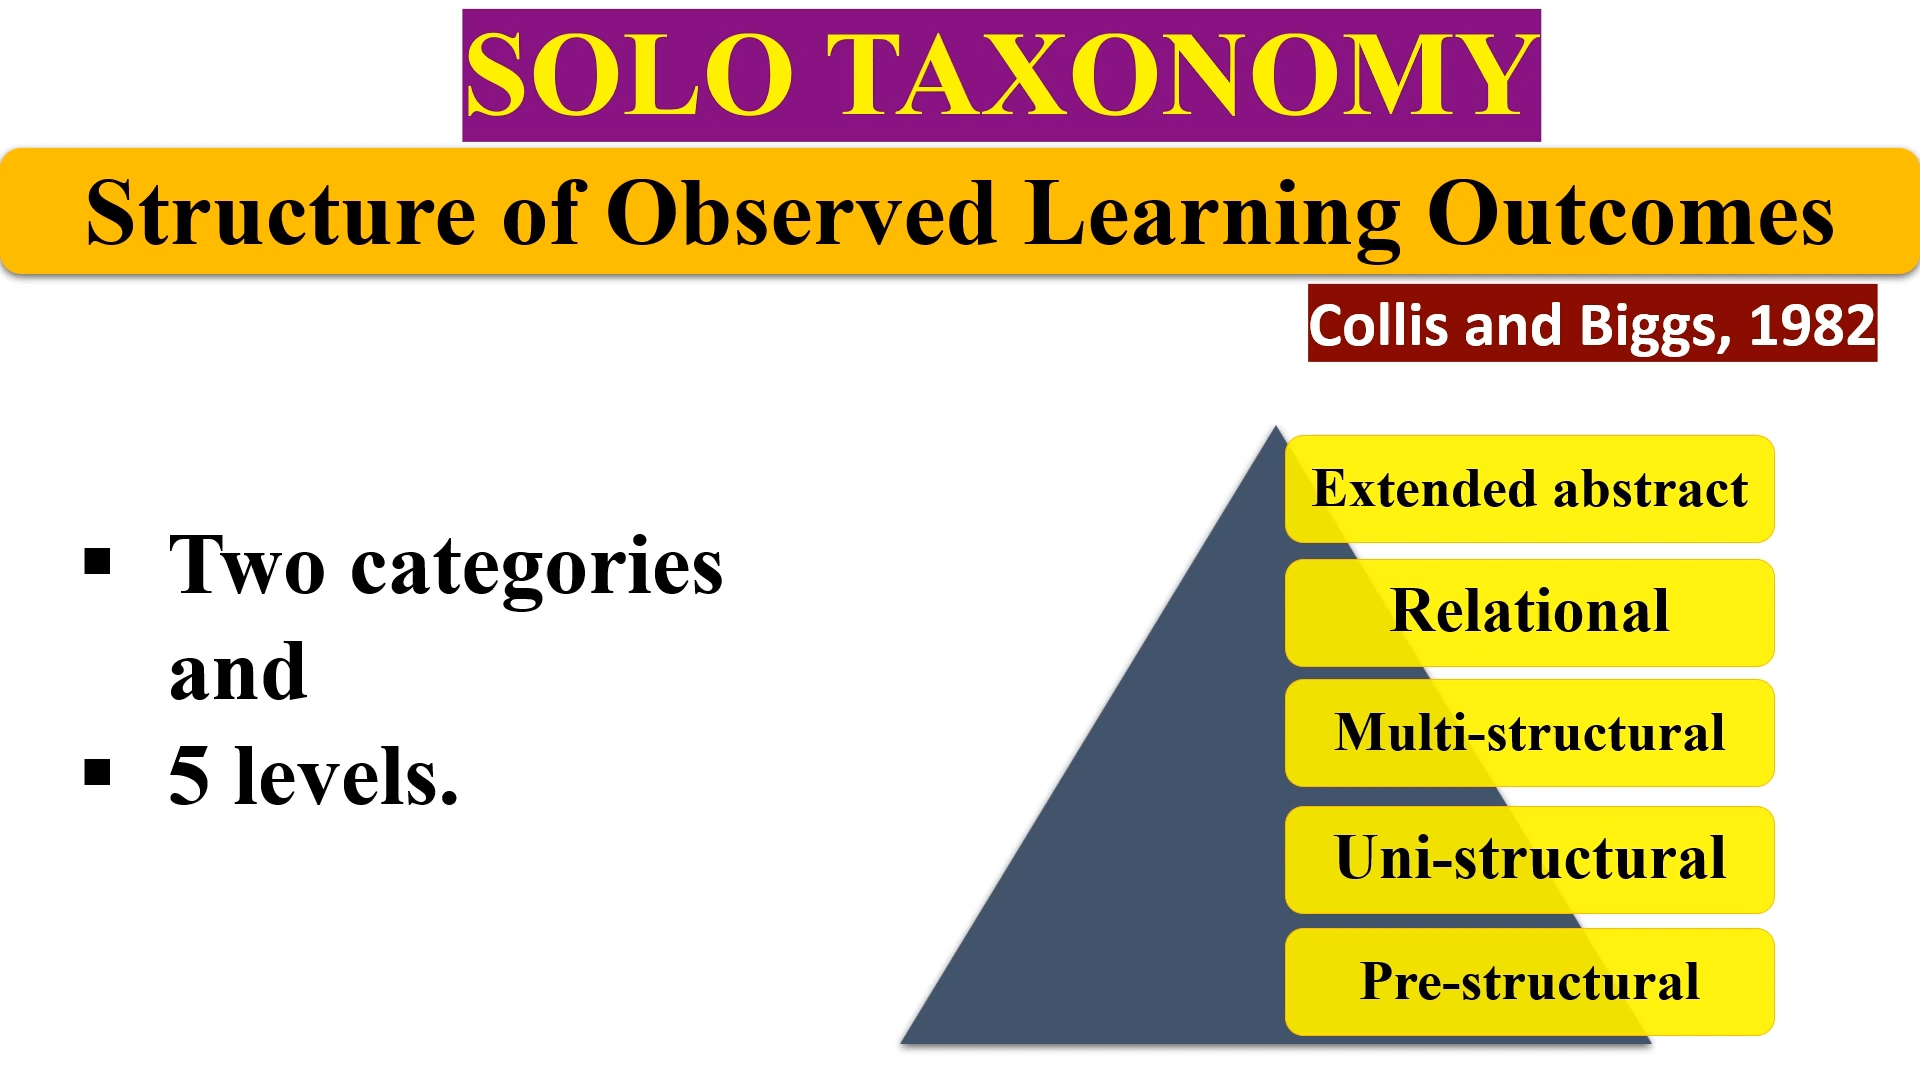 SOLO TAXONOMY
Structure of Observed Learning Outcomes
Collis and Biggs, 1982
▪ Two categories
and
▪ 5 levels.
Extended abstract
Relational
Multi-structural
Uni-structural
Pre-structural